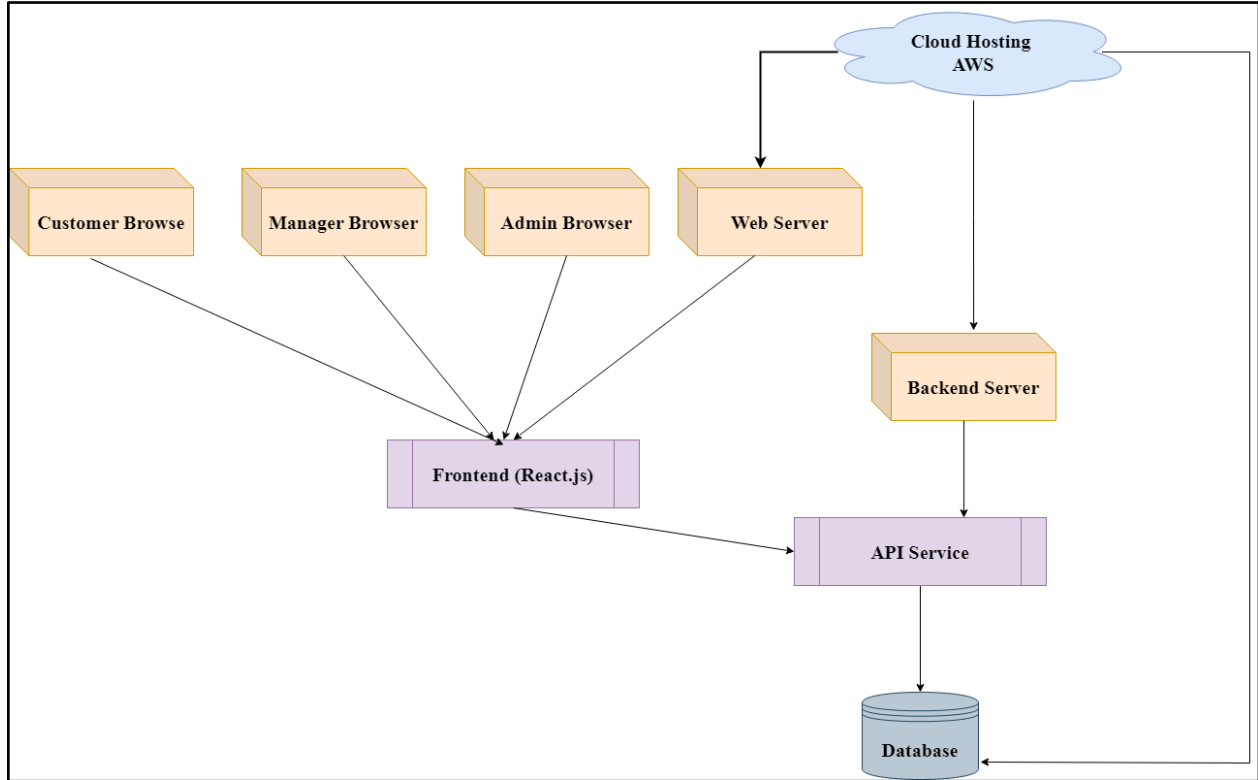 Cloud Hosting
AWS
Customer Browse
Manager Browser
Admin Browser
Web Server
Backend Server
Frontend (React.js)
API Service
Database